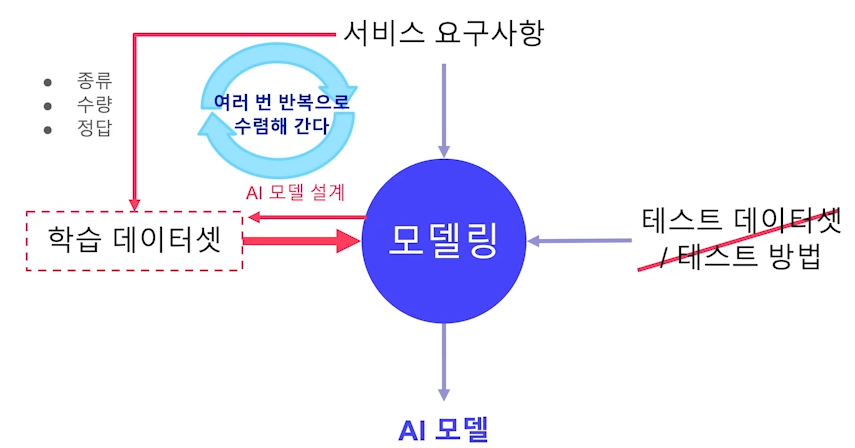 서비스 요구사항
● 종류
● 수량
● 정답
여러 번 반복으로
수렴해 간다
AI 모델 설계
학습 데이터셋
모델링
테스트 데이터셋
/ 테스트 방법
AI 모델